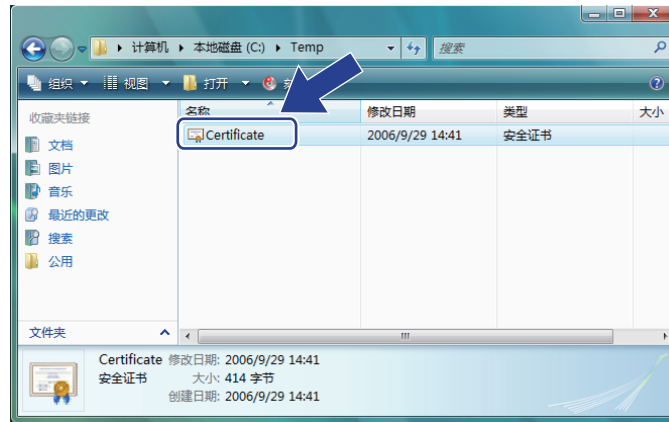 计算机 ▸ 本地磁盘 (C:) ▸ Temp
搜索
组织 视图 打开
收藏夹链接
名称 修改日期 类型 大小
Certificate 2006/9/29 14:41 安全证书
文档
图片
音乐
最近的更改
搜索
公用
文件夹
Certificate 修改日期: 2006/9/29 14:41
安全证书 大小: 414 字节
创建日期: 2006/9/29 14:41